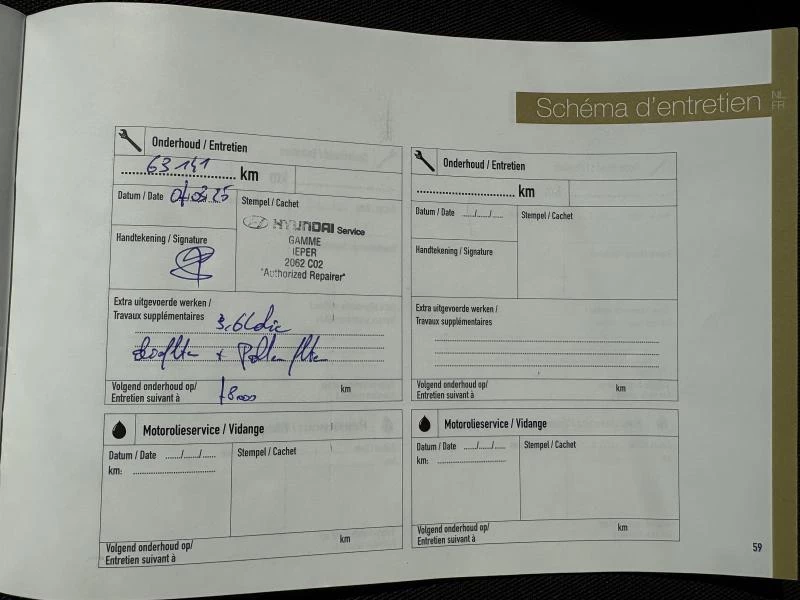 Schéma d'entretien NL
FR
Onderhoud / Entretien
63 141 km
Datum / Date
Stempel / Cachet
HYUNDAI Service
GAMME
IEPER
2062 C02
"Authorized Repairer"
Handtekening / Signature
Extra uitgevoerde werken /
Travaux supplémentaires
+ Pollenfilter
Volgend onderhoud op/
Entretien suivant à
km
Motorolieservice / Vidange
Datum / Date ....../....../......
Stempel / Cachet
km: ..............................
Volgend onderhoud op/
Entretien suivant à
km
Onderhoud / Entretien
.............................. km
Datum / Date ....../....../......
Stempel / Cachet
Handtekening / Signature
Extra uitgevoerde werken /
Travaux supplémentaires
Volgend onderhoud op/
Entretien suivant à
km
Motorolieservice / Vidange
Datum / Date ....../....../......
Stempel / Cachet
km: ..............................
Volgend onderhoud op/
Entretien suivant à
km
59